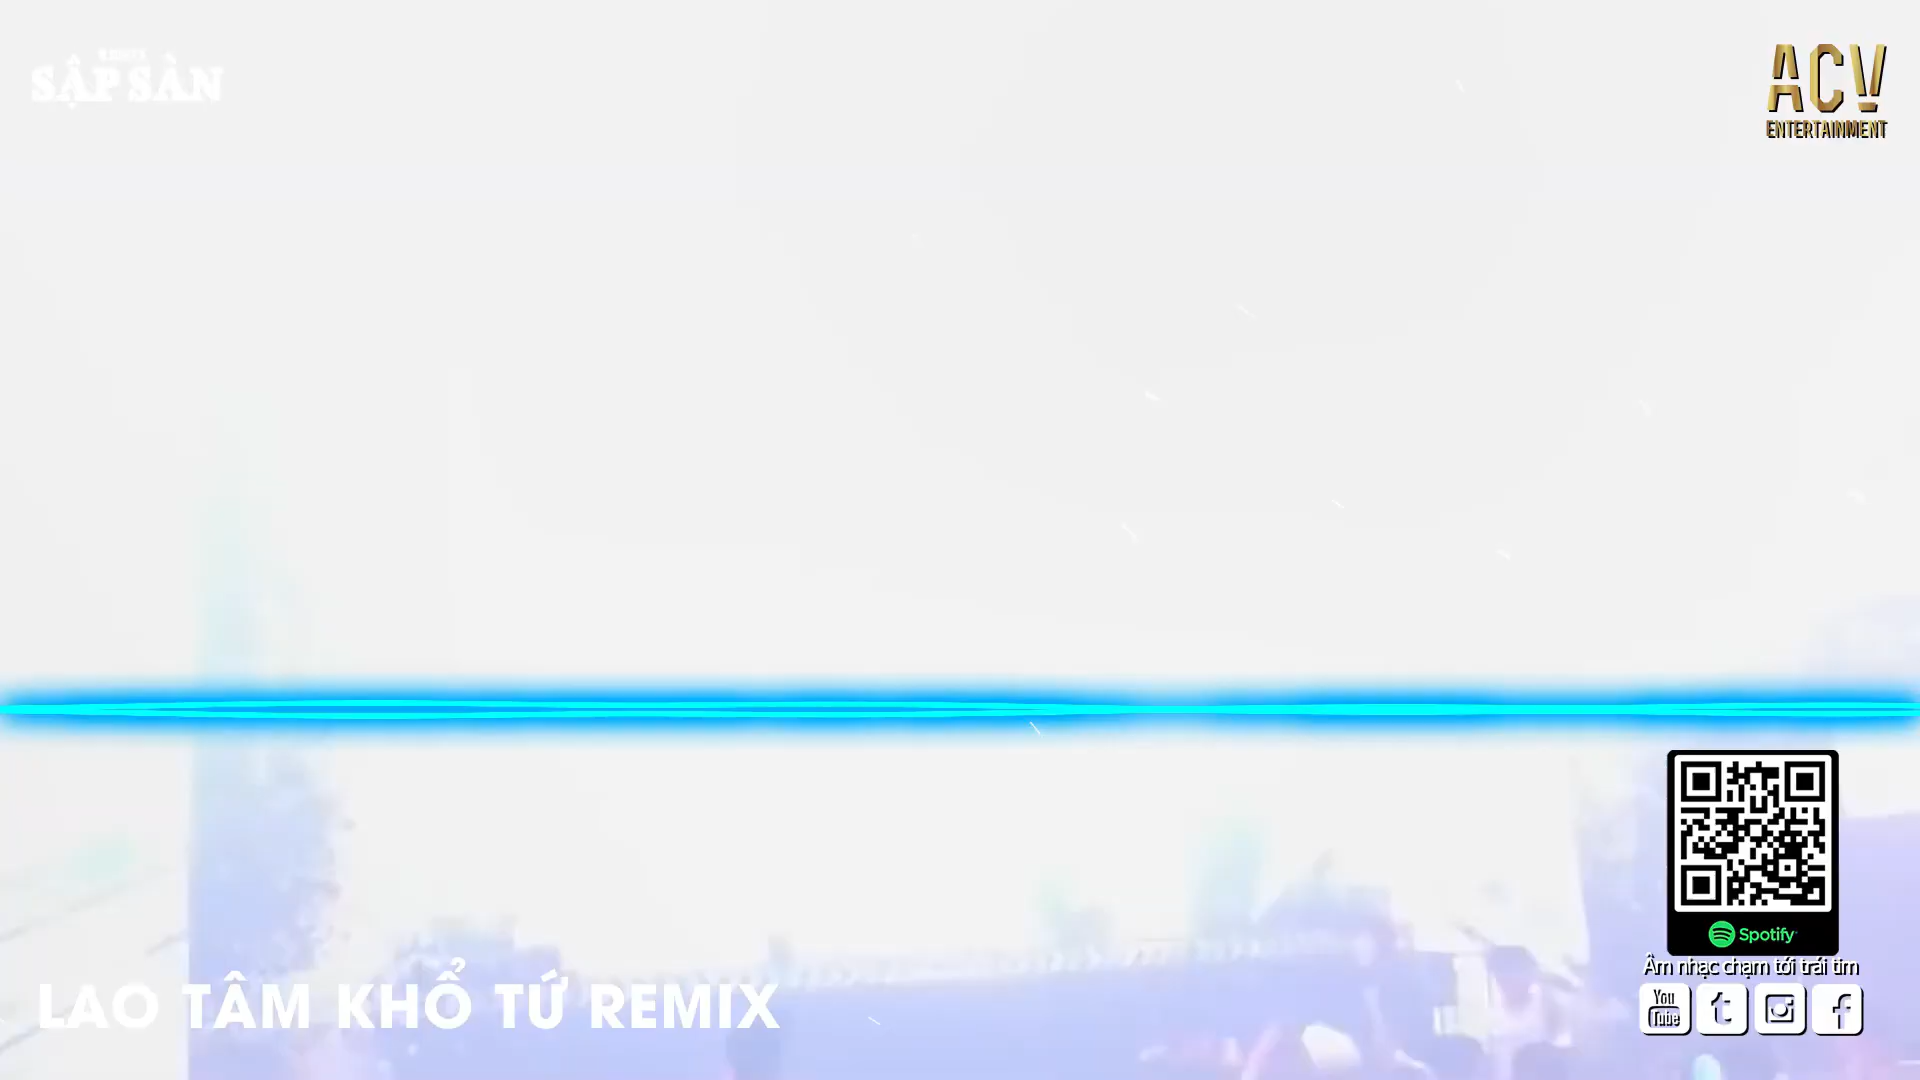 SẬP SÀN
ACV
ENTERTAINMENT
Spotify
Âm nhạc chạm tới trái tim
You
Tube
LAO TÂM KHỔ TỨ REMIX